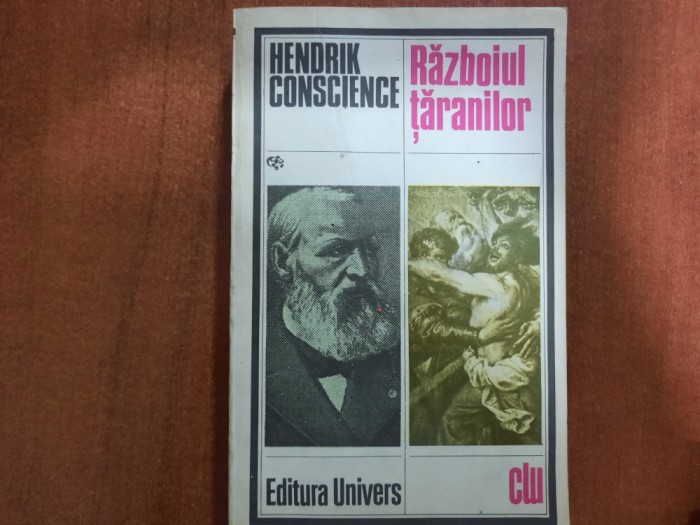 HENDRIK
CONSCIENCE
Războiul
țăranilor
Editura Univers
clu